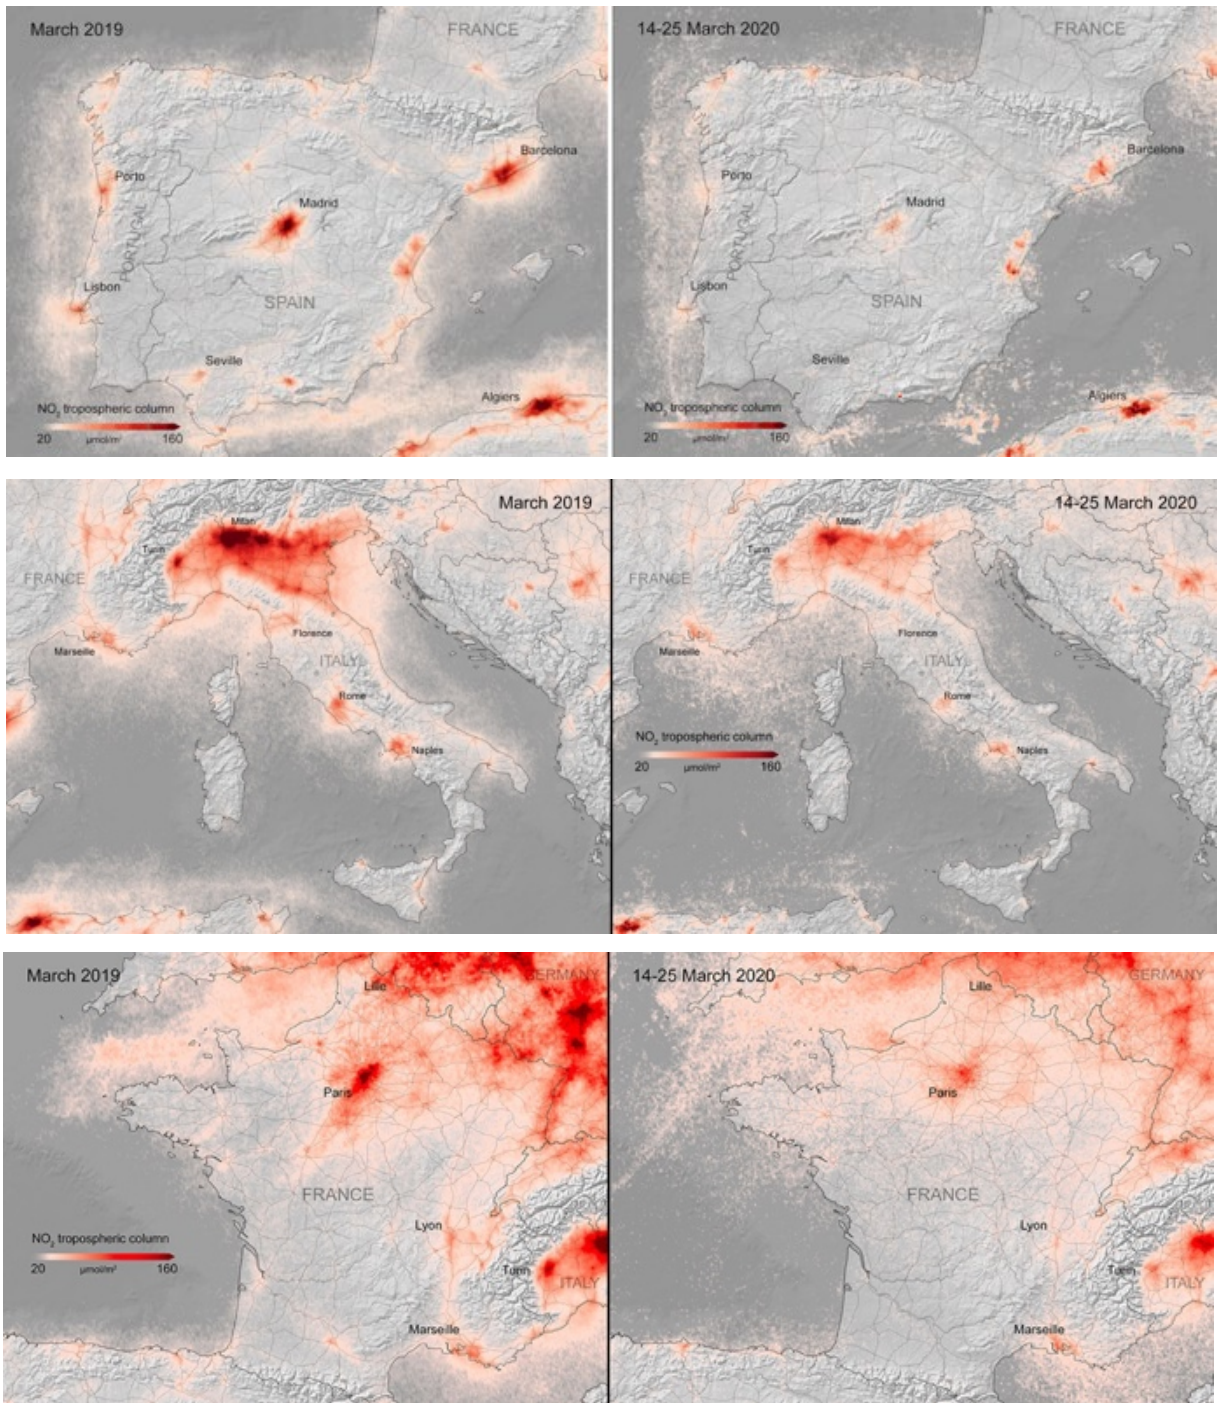 March 2019
FRANCE
Barcelona
Porto
Madrid
PORTUGAL
Lisbon
SPAIN
Seville
Algiers
NO₂ tropospheric column
20 µmol/m² 160
14-25 March 2020
FRANCE
Barcelona
Porto
Madrid
PORTUGAL
Lisbon
SPAIN
Seville
Algiers
NO₂ tropospheric column
20 µmol/m² 160
March 2019
Milan
Turin
FRANCE
Florence
Marseille
ITALY
Rome
Naples
14-25 March 2020
Milan
Turin
FRANCE
Florence
Marseille
ITALY
Rome
NO₂ tropospheric column
Naples
20 µmol/m² 160
March 2019
GERMANY
Lille
Paris
FRANCE
Lyon
NO₂ tropospheric column
20 µmol/m² 160
Turin
ITALY
Marseille
14-25 March 2020
GERMANY
Lille
Paris
FRANCE
Lyon
Turin
ITALY
Marseille